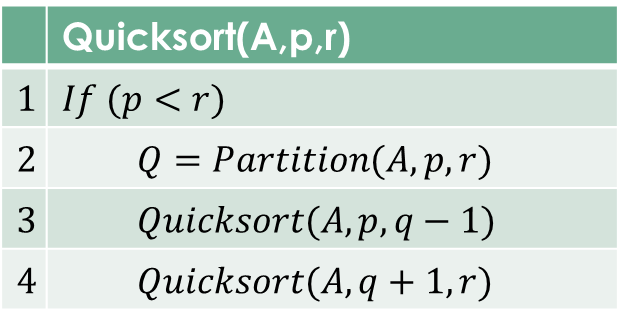 Quicksort(A,p,r)
1 If (p < r)
2 Q = Partition(A, p, r)
3 Quicksort(A, p, q − 1)
4 Quicksort(A, q + 1, r)